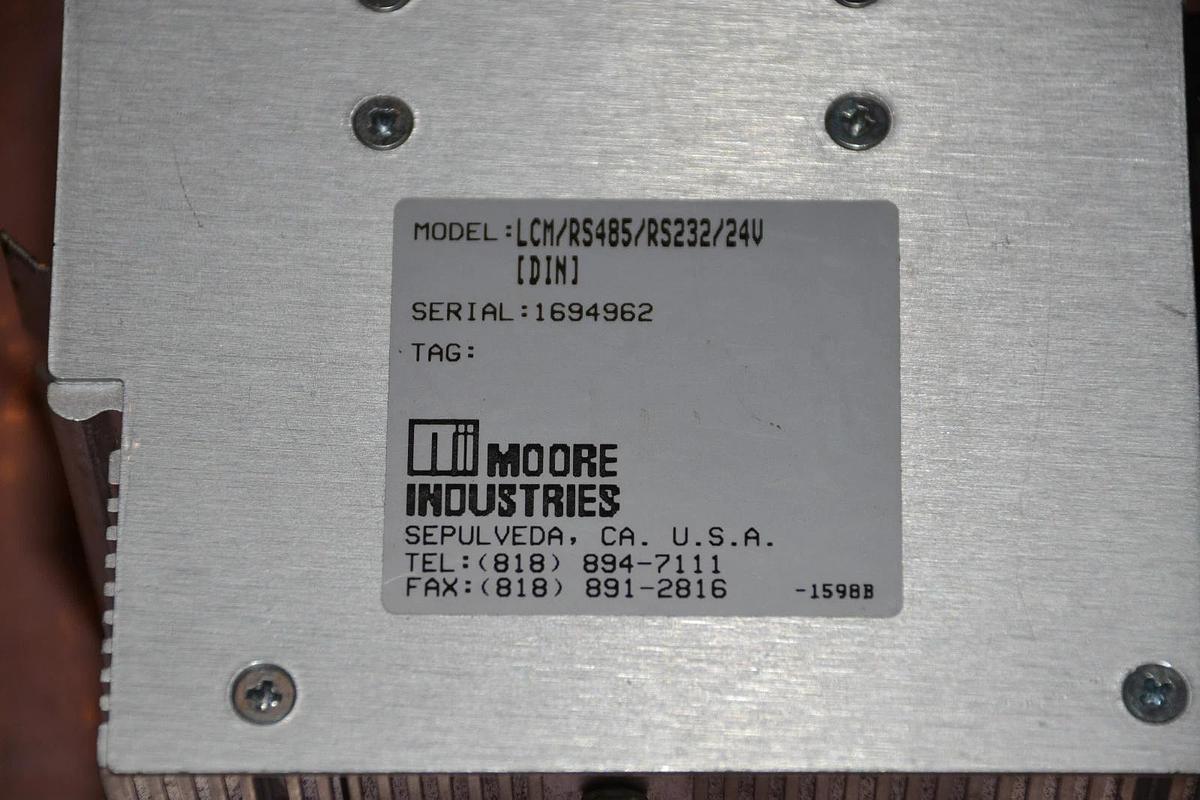 MODEL:LCM/RS485/RS232/24V
[DIN]
SERIAL:1694962
TAG:
MOORE
INDUSTRIES
SEPULVEDA, CA. U.S.A.
TEL:(818) 894-7111
FAX:(818) 891-2816 -1598B